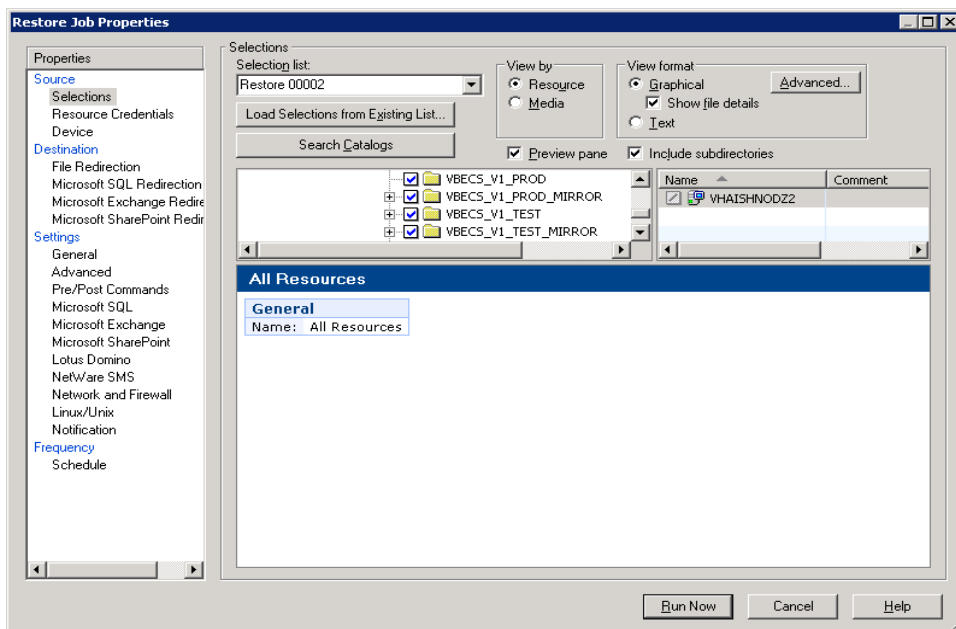 Restore Job Properties
Properties
Source
Selections
Resource Credentials
Device
Destination
File Redirection
Microsoft SQL Redirection
Microsoft Exchange Redire
Microsoft SharePoint Redir
Settings
General
Advanced
Pre/Post Commands
Microsoft SQL
Microsoft Exchange
Microsoft SharePoint
Lotus Domino
NetWare SMS
Network and Firewall
Linux/Unix
Notification
Frequency
Schedule
Selections
Selection list:
Restore 00002
Load Selections from Existing List...
Search Catalogs
View by
Resource
Media
View format
Graphical
Advanced...
Show file details
Text
Preview pane
Include subdirectories
VBECS_V1_PROD
VBECS_V1_PROD_MIRROR
VBECS_V1_TEST
VBECS_V1_TEST_MIRROR
Name Comment
VHAISHNODZ2
All Resources
General
Name: All Resources
Run Now Cancel Help